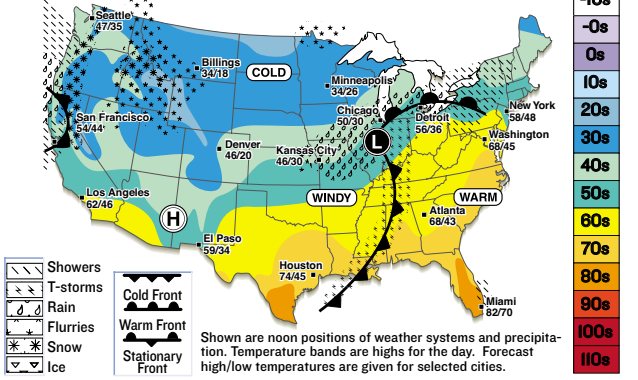 -10s
-0s
0s
10s
20s
30s
40s
50s
60s
70s
80s
90s
100s
110s
Seattle
47/35
Billings
34/18
COLD
Minneapolis
34/26
San Francisco
54/44
Chicago
50/30
Detroit
56/36
New York
58/48
Denver
46/20
Kansas City
46/30
L
Washington
68/45
Los Angeles
62/46
H
WINDY
WARM
Atlanta
68/43
El Paso
59/34
Houston
74/45
Miami
82/70
Showers
T-storms
Rain
Flurries
Snow
Ice
Cold Front
Warm Front
Stationary
Front
Shown are noon positions of weather systems and precipita-
tion. Temperature bands are highs for the day. Forecast
high/low temperatures are given for selected cities.